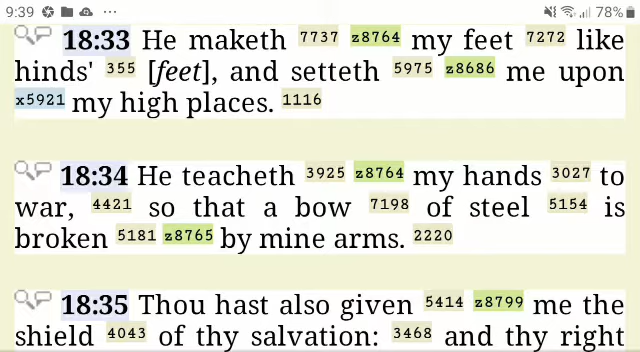 9:39 ... 78%
18:33 He maketh 7737 z8764 my feet 7272 like
hinds' 355 [feet], and setteth 5975 z8686 me upon
x5921 my high places. 1116
18:34 He teacheth 3925 z8764 my hands 3027 to
war, 4421 so that a bow 7198 of steel 5154 is
broken 5181 z8765 by mine arms. 2220
18:35 Thou hast also given 5414 z8799 me the
shield 4043 of thy salvation: 3468 and thy right